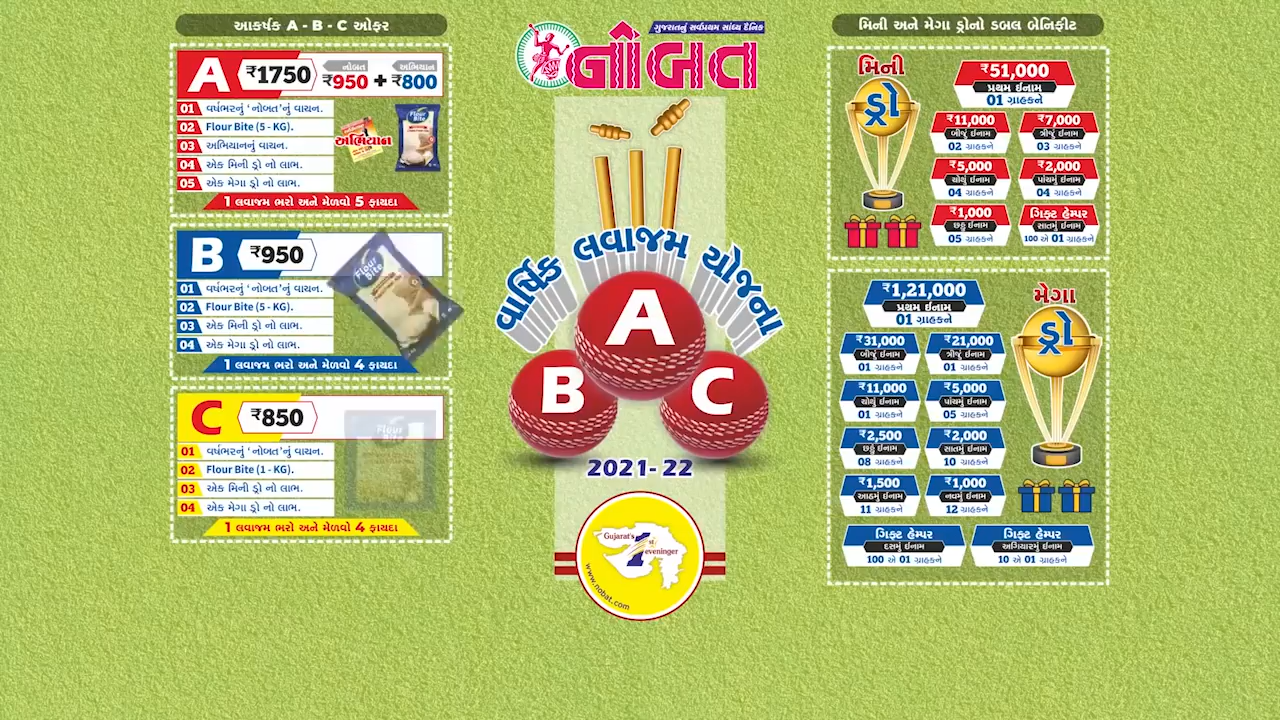 આકર્ષક A - B - C ઓફર
A ₹1750 નોબત ₹950 + અભિયાન ₹800
01 વર્ષભરનું 'નોબત'નું વાચન.
02 Flour Bite (5 - KG).
03 અભિયાનનું વાચન.
04 એક મિની ડ્રો નો લાભ.
05 એક મેગા ડ્રો નો લાભ.
અભિયાન
Flour Bite
1 લવાજમ ભરો અને મેળવો 5 ફાયદા
B ₹950
01 વર્ષભરનું 'નોબત'નું વાચન.
02 Flour Bite (5 - KG).
03 એક મિની ડ્રો નો લાભ.
04 એક મેગા ડ્રો નો લાભ.
Flour Bite
1 લવાજમ ભરો અને મેળવો 4 ફાયદા
C ₹850
01 વર્ષભરનું 'નોબત'નું વાચન.
02 Flour Bite (1 - KG).
03 એક મિની ડ્રો નો લાભ.
04 એક મેગા ડ્રો નો લાભ.
Flour Bite
1 લવાજમ ભરો અને મેળવો 4 ફાયદા
ગુજરાતનું સર્વપ્રથમ સાંધ્ય દૈનિક
નોબત
વાર્ષિક લવાજમ યોજના
A
B C
2021- 22
Gujarat's 1st eveninger
www.nobat.com
મિની અને મેગા ડ્રોનો ડબલ બેનિફીટ
મિની ડ્રો
₹51,000
પ્રથમ ઈનામ
01 ગ્રાહકને
₹11,000 ₹7,000
બીજું ઈનામ ત્રીજું ઈનામ
02 ગ્રાહકને 03 ગ્રાહકને
₹5,000 ₹2,000
ચોથું ઈનામ પાંચમું ઈનામ
04 ગ્રાહકને 04 ગ્રાહકને
₹1,000 ગિફ્ટ હેમ્પર
છઠ્ઠું ઈનામ સાતમું ઈનામ
05 ગ્રાહકને 100 એ 01 ગ્રાહકને
મેગા ડ્રો
₹1,21,000
પ્રથમ ઈનામ
01 ગ્રાહકને
₹31,000 ₹21,000
બીજું ઈનામ ત્રીજું ઈનામ
01 ગ્રાહકને 01 ગ્રાહકને
₹11,000 ₹5,000
ચોથું ઈનામ પાંચમું ઈનામ
01 ગ્રાહકને 05 ગ્રાહકને
₹2,500 ₹2,000
છઠ્ઠું ઈનામ સાતમું ઈનામ
08 ગ્રાહકને 10 ગ્રાહકને
₹1,500 ₹1,000
આઠમું ઈનામ નવમું ઈનામ
11 ગ્રાહકને 12 ગ્રાહકને
ગિફ્ટ હેમ્પર ગિફ્ટ હેમ્પર
દસમું ઈનામ અગિયારમું ઈનામ
100 એ 01 ગ્રાહકને 10 એ 01 ગ્રાહકને